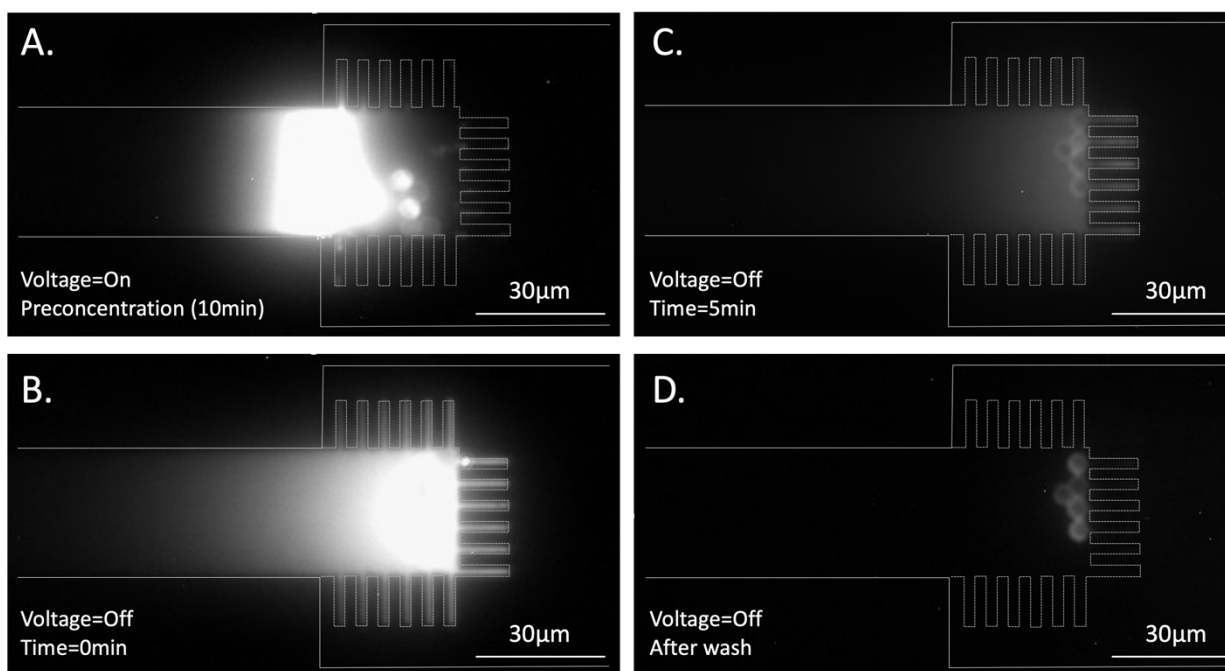 A.
Voltage=On
Preconcentration (10min)
30μm
B.
Voltage=Off
Time=0min
30μm
C.
Voltage=Off
Time=5min
30μm
D.
Voltage=Off
After wash
30μm